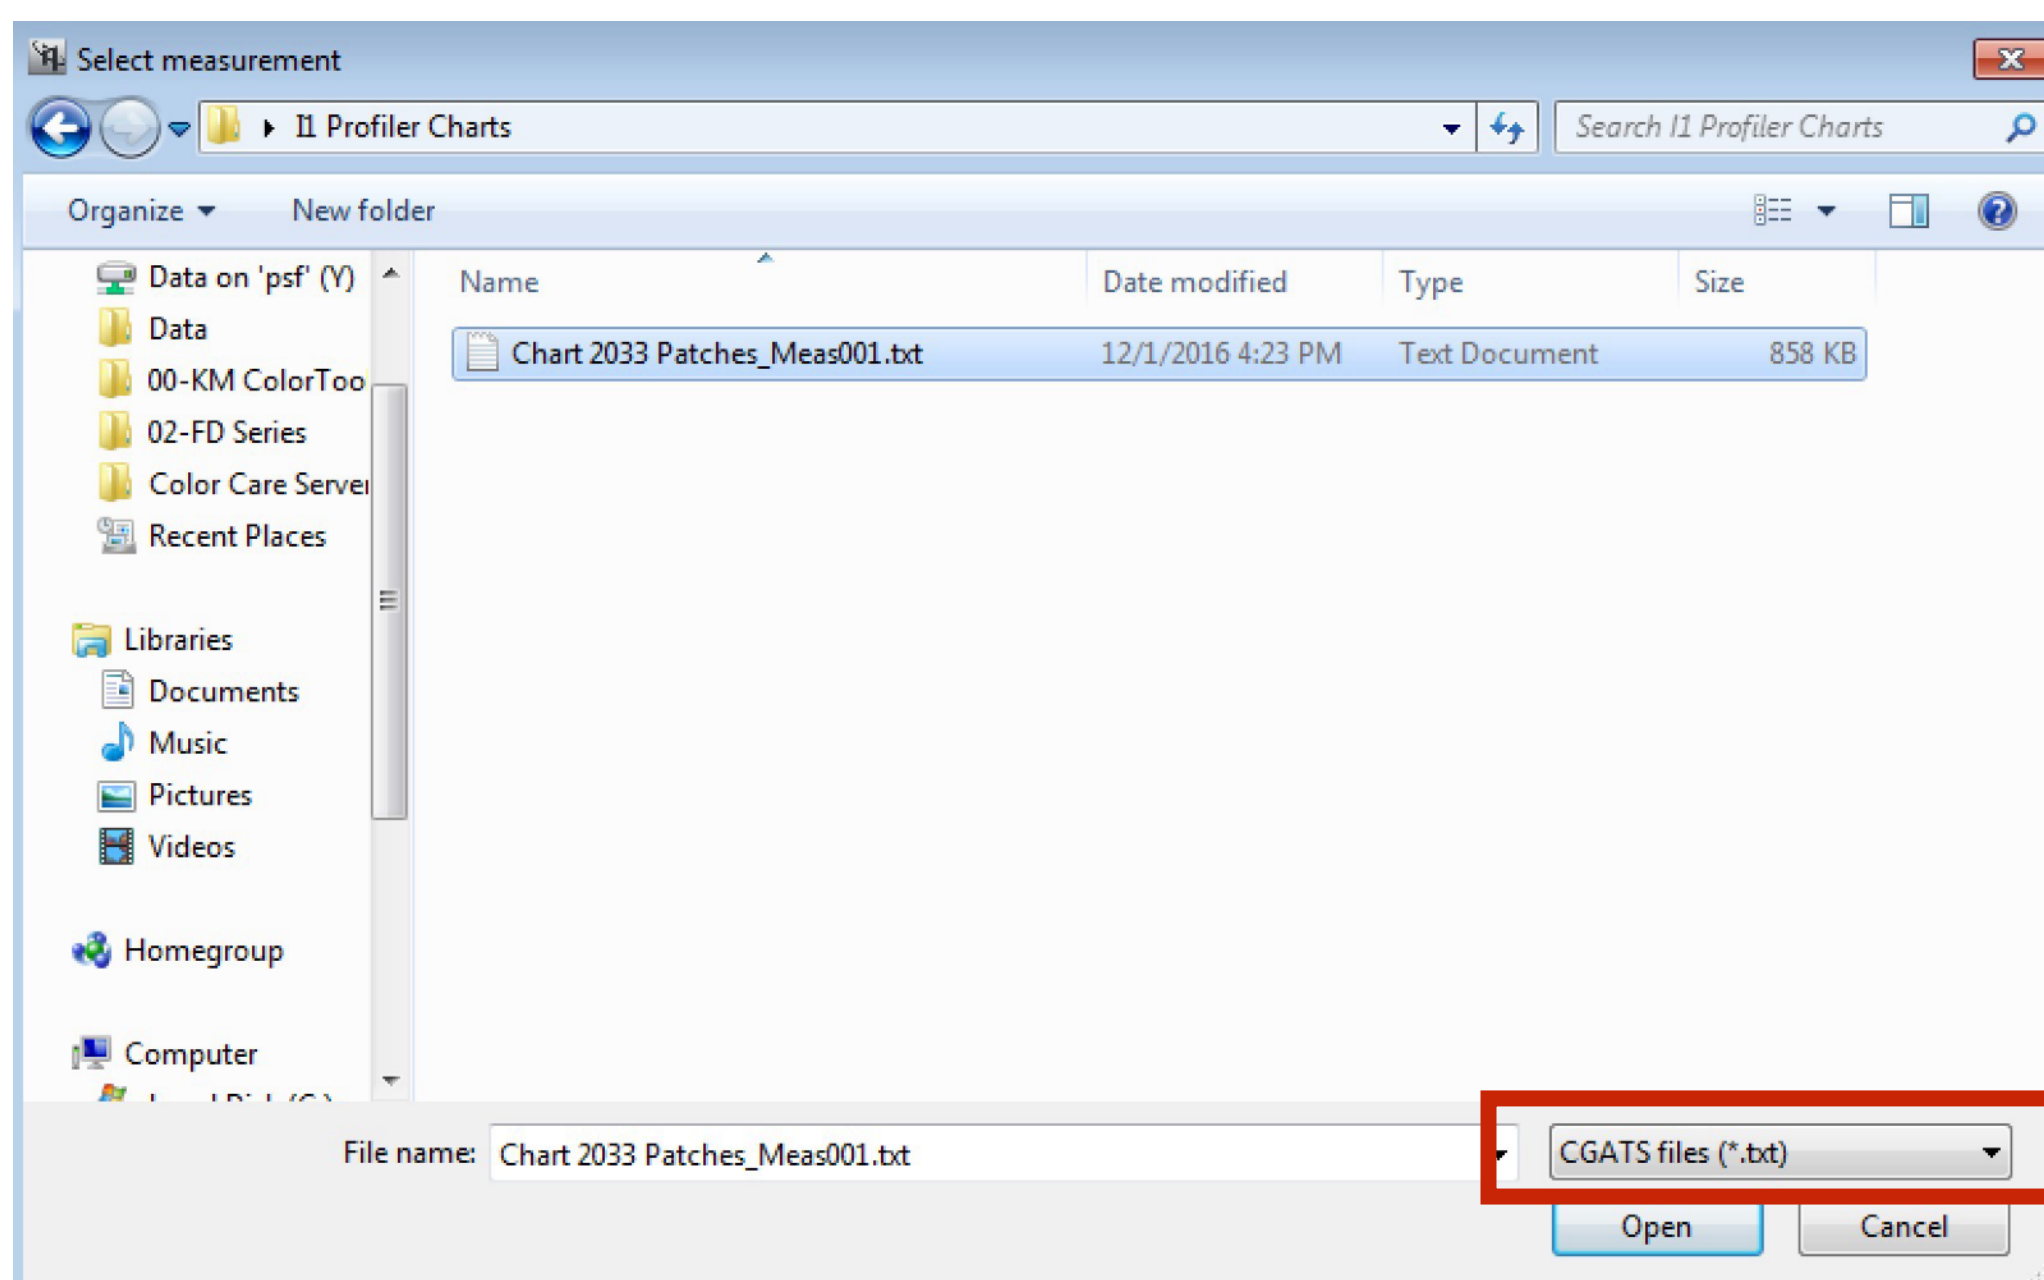 Select measurement
I1 Profiler Charts
Search I1 Profiler Charts
Organize
New folder
Data on 'psf' (Y)
Data
00-KM ColorToo
02-FD Series
Color Care Server
Recent Places
Libraries
Documents
Music
Pictures
Videos
Homegroup
Computer
Name Date modified Type Size
Chart 2033 Patches_Meas001.txt 12/1/2016 4:23 PM Text Document 858 KB
File name: Chart 2033 Patches_Meas001.txt
CGATS files (*.txt)
Open Cancel